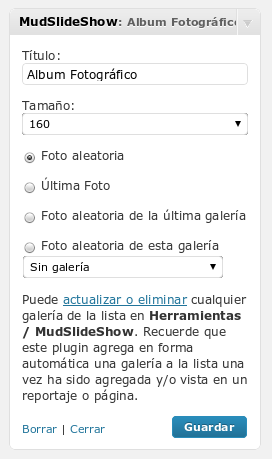 MudSlideShow: Album Fotográfic
Título:
Album Fotográfico
Tamaño:
160
Foto aleatoria
Última Foto
Foto aleatoria de la última galería
Foto aleatoria de esta galería
Sin galería
Puede actualizar o eliminar cualquier
galería de la lista en Herramientas
/ MudSlideShow. Recuerde que
este plugin agrega en forma
automática una galería a la lista una
vez ha sido agregada y/o vista en un
reportaje o página.
Borrar | Cerrar
Guardar